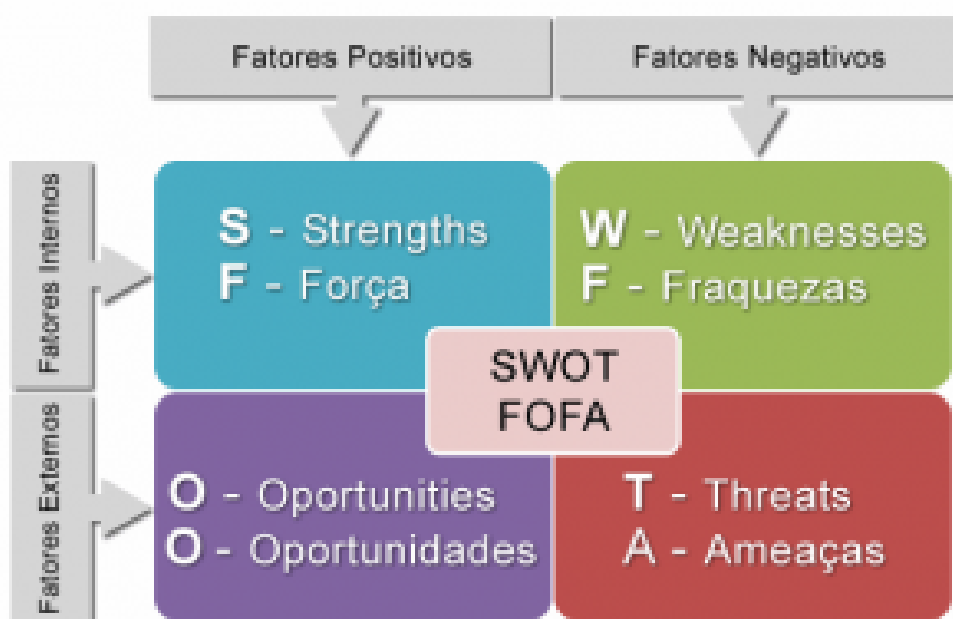 Fatores Positivos
Fatores Negativos
Fatores Internos
S - Strengths
F - Força
W - Weaknesses
F - Fraquezas
SWOT
FOFA
Fatores Externos
O - Oportunities
O - Oportunidades
T - Threats
A - Ameaças